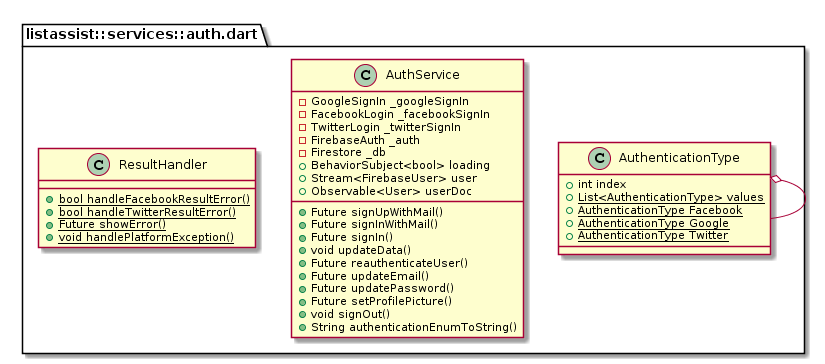 listassist::services::auth.dart
C ResultHandler
bool handleFacebookResultError()
bool handleTwitterResultError()
Future showError()
void handlePlatformException()
C AuthService
GoogleSignIn _googleSignIn
FacebookLogin _facebookSignIn
TwitterLogin _twitterSignIn
FirebaseAuth _auth
Firestore _db
BehaviorSubject<bool> loading
Stream<FirebaseUser> user
Observable<User> userDoc
Future signUpWithMail()
Future signInWithMail()
Future signIn()
void updateData()
Future reauthenticateUser()
Future updateEmail()
Future updatePassword()
Future setProfilePicture()
void signOut()
String authenticationEnumToString()
C AuthenticationType
int index
List<AuthenticationType> values
AuthenticationType Facebook
AuthenticationType Google
AuthenticationType Twitter